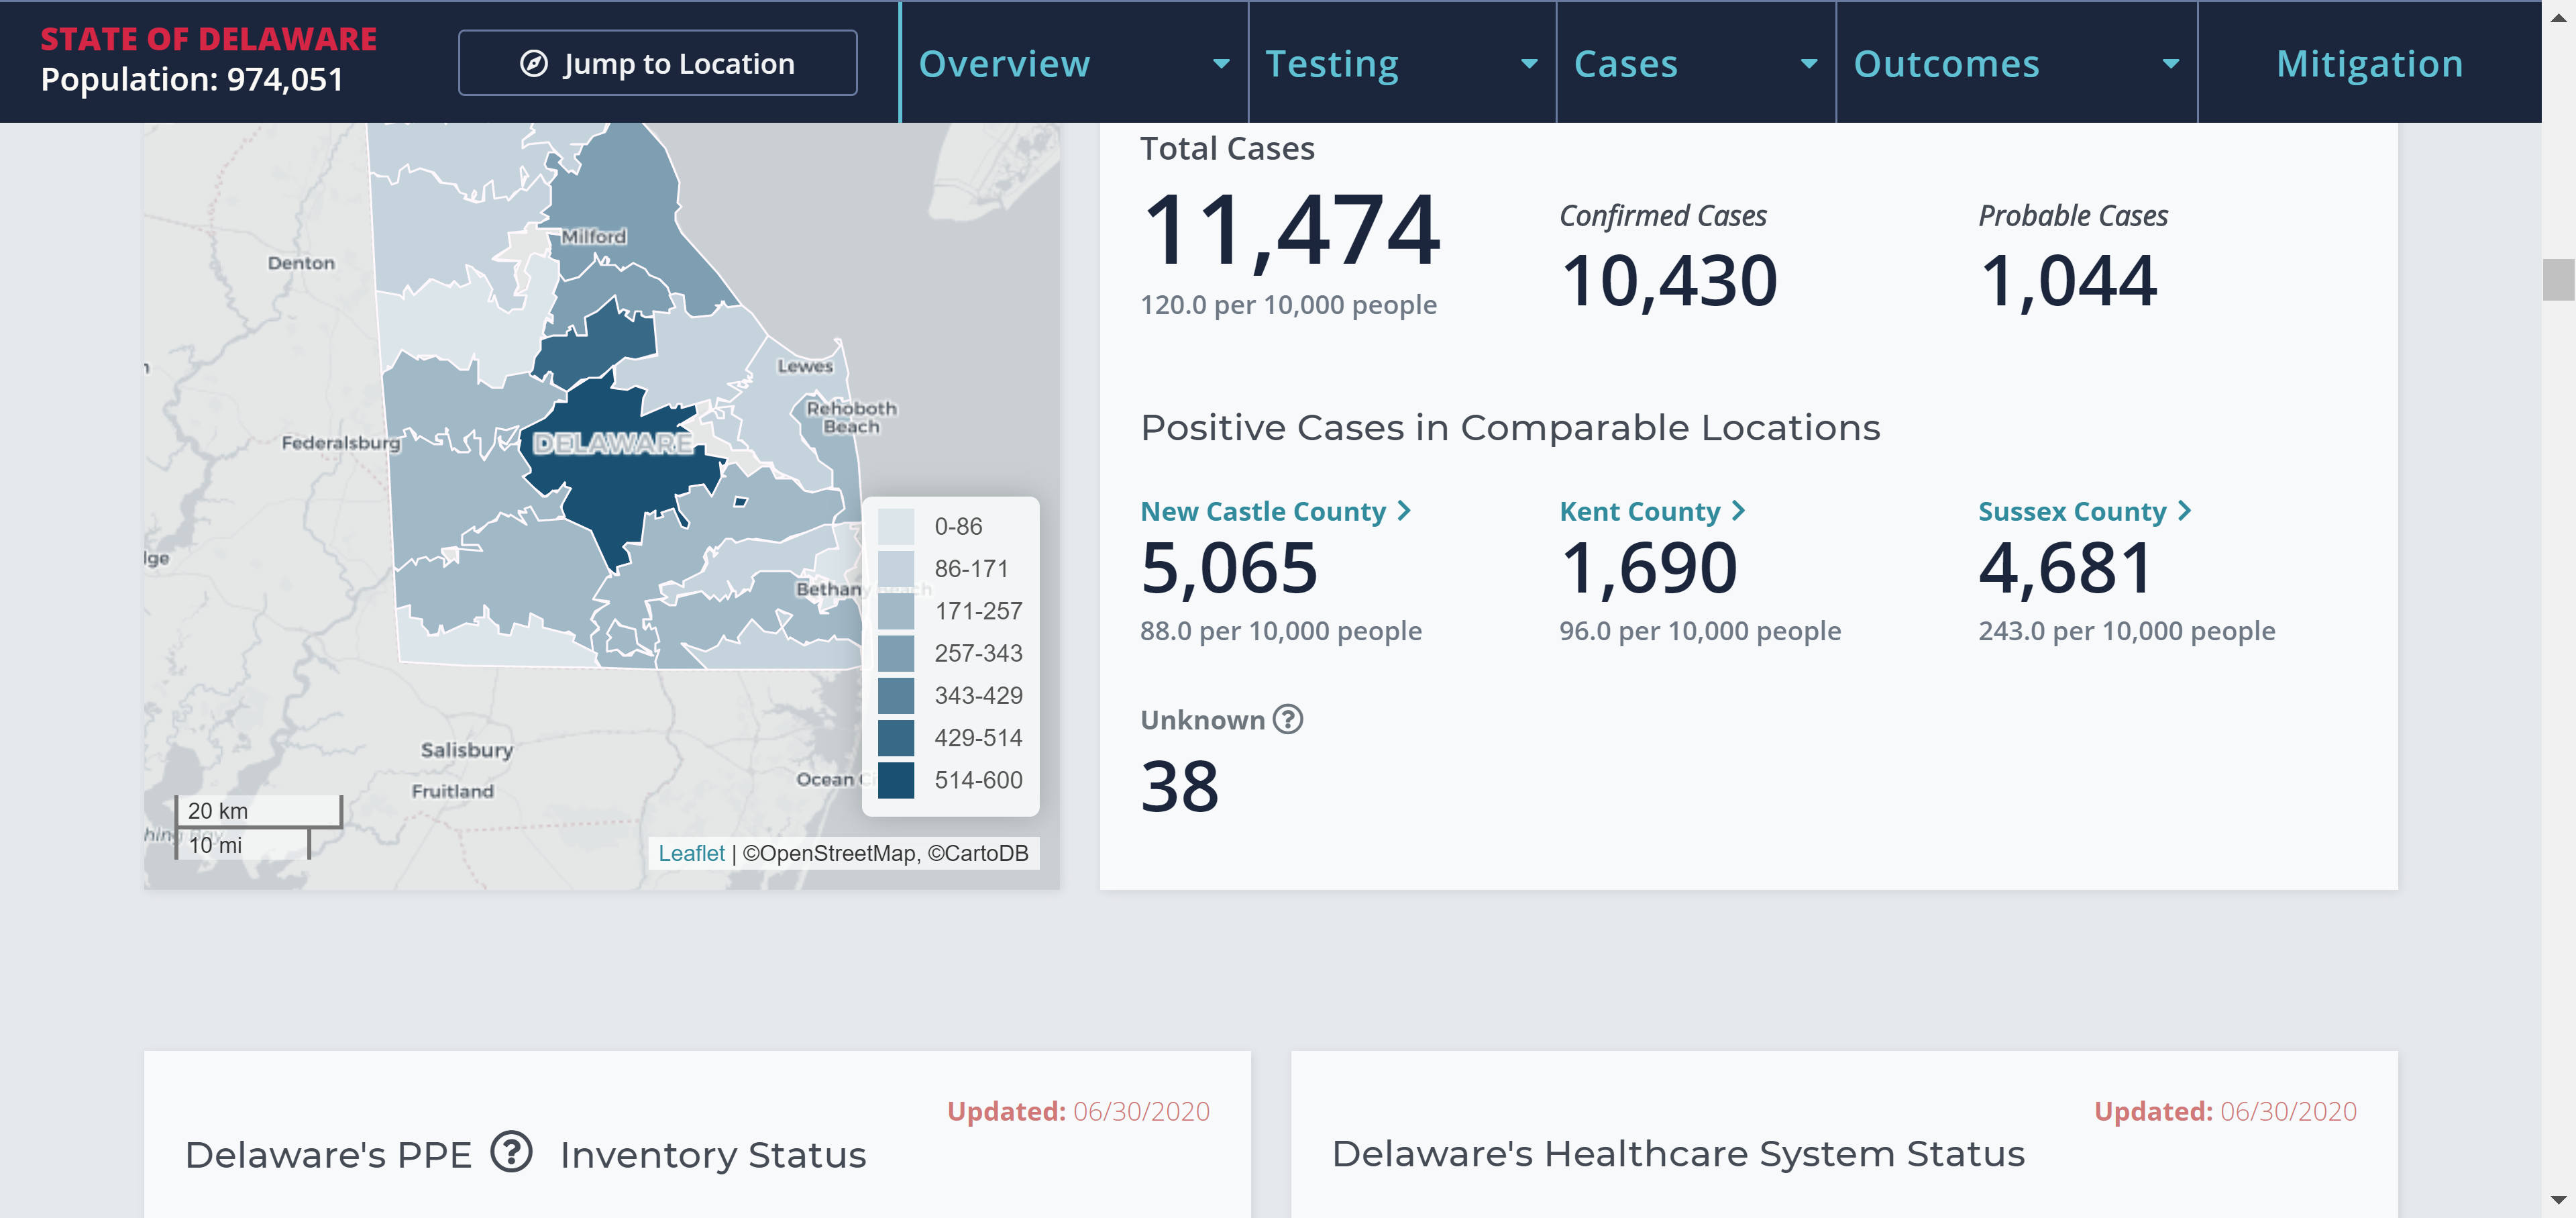 STATE OF DELAWARE
Population: 974,051
Jump to Location
Overview
Testing
Cases
Outcomes
Mitigation
Milford
Denton
Lewes
Rehoboth
Beach
Federalsburg
DELAWARE
lge
Bethany Beach
Salisbury
Fruitland
Ocean
0-86
86-171
171-257
257-343
343-429
429-514
514-600
20 km
10 mi
Leaflet | ©OpenStreetMap, ©CartoDB
Total Cases
11,474
120.0 per 10,000 people
Confirmed Cases
10,430
Probable Cases
1,044
Positive Cases in Comparable Locations
New Castle County
5,065
88.0 per 10,000 people
Kent County
1,690
96.0 per 10,000 people
Sussex County
4,681
243.0 per 10,000 people
Unknown ?
38
Updated: 06/30/2020
Delaware's PPE ? Inventory Status
Updated: 06/30/2020
Delaware's Healthcare System Status